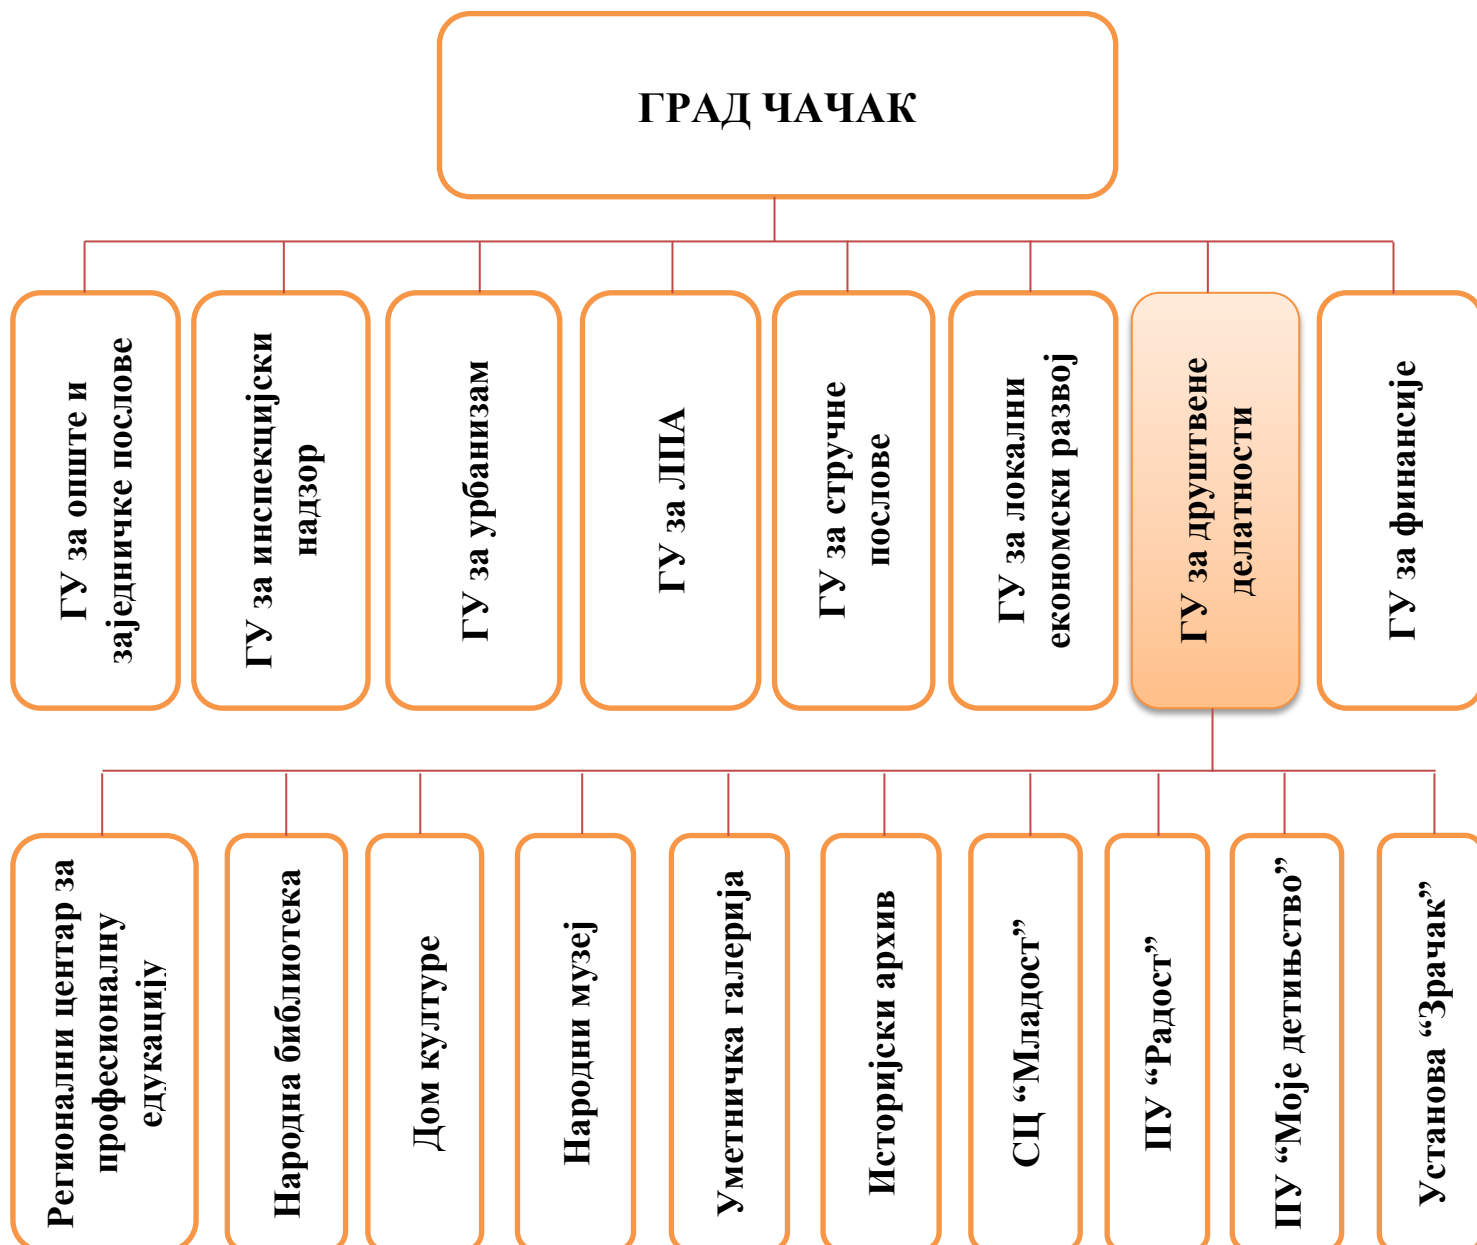 ГРАД ЧАЧАК
ГУ за опште и
заједничке послове
ГУ за инспекцијски
надзор
ГУ за урбанизам
ГУ за ЛПА
ГУ за стручне
послове
ГУ за локални
економски развој
ГУ за друштвене
делатности
ГУ за финансије
Регионални центар за
професионалну
едукацију
Народна библиотека
Дом културе
Народни музеј
Уметничка галерија
Историјски архив
СЦ “Младост”
ПУ “Радост”
ПУ “Моје детињство”
Установа “Зрачак”